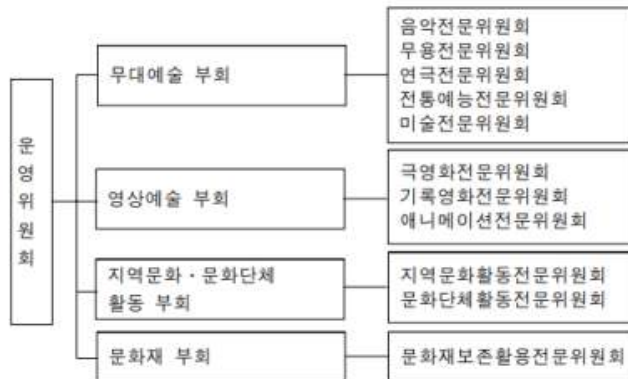 운영위원회
무대예술 부회
음악전문위원회
무용전문위원회
연극전문위원회
전통예능전문위원회
미술전문위원회
영상예술 부회
극영화전문위원회
기록영화전문위원회
애니메이션전문위원회
지역문화·문화단체
활동 부회
지역문화활동전문위원회
문화단체활동전문위원회
문화재 부회
문화재보존활용전문위원회